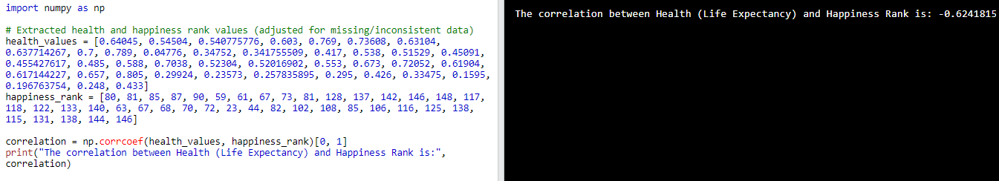 import numpy as np
# Extracted health and happiness rank values (adjusted for missing/inconsistent data)
health_values = [0.64045, 0.54504, 0.540775776, 0.603, 0.769, 0.73608, 0.63104,
0.637714267, 0.7, 0.789, 0.04776, 0.34752, 0.341755509, 0.417, 0.538, 0.51529, 0.45091,
0.455427617, 0.485, 0.588, 0.7038, 0.52304, 0.52016902, 0.553, 0.673, 0.72052, 0.61904,
0.617144227, 0.657, 0.805, 0.29924, 0.23573, 0.257835895, 0.295, 0.426, 0.33475, 0.1595,
0.196763754, 0.248, 0.433]
happiness_rank = [80, 81, 85, 87, 90, 59, 61, 67, 73, 81, 128, 137, 142, 146, 148, 117,
118, 122, 133, 140, 63, 67, 68, 70, 72, 23, 44, 82, 102, 108, 85, 106, 116, 125, 138,
115, 131, 138, 144, 146]
correlation = np.corrcoef(health_values, happiness_rank)[0, 1]
print("The correlation between Health (Life Expectancy) and Happiness Rank is:",
correlation)
The correlation between Health (Life Expectancy) and Happiness Rank is: -0.6241815